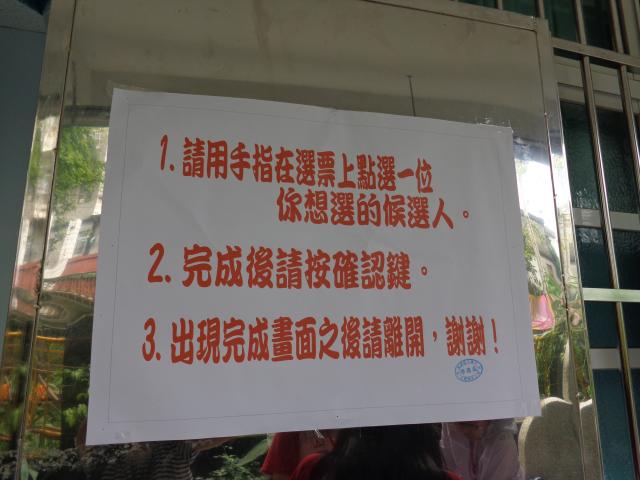 1.請用手指在選票上點選一位
你想選的候選人。
2.完成後請按確認鍵。
3.出現完成畫面之後請離開，謝謝！